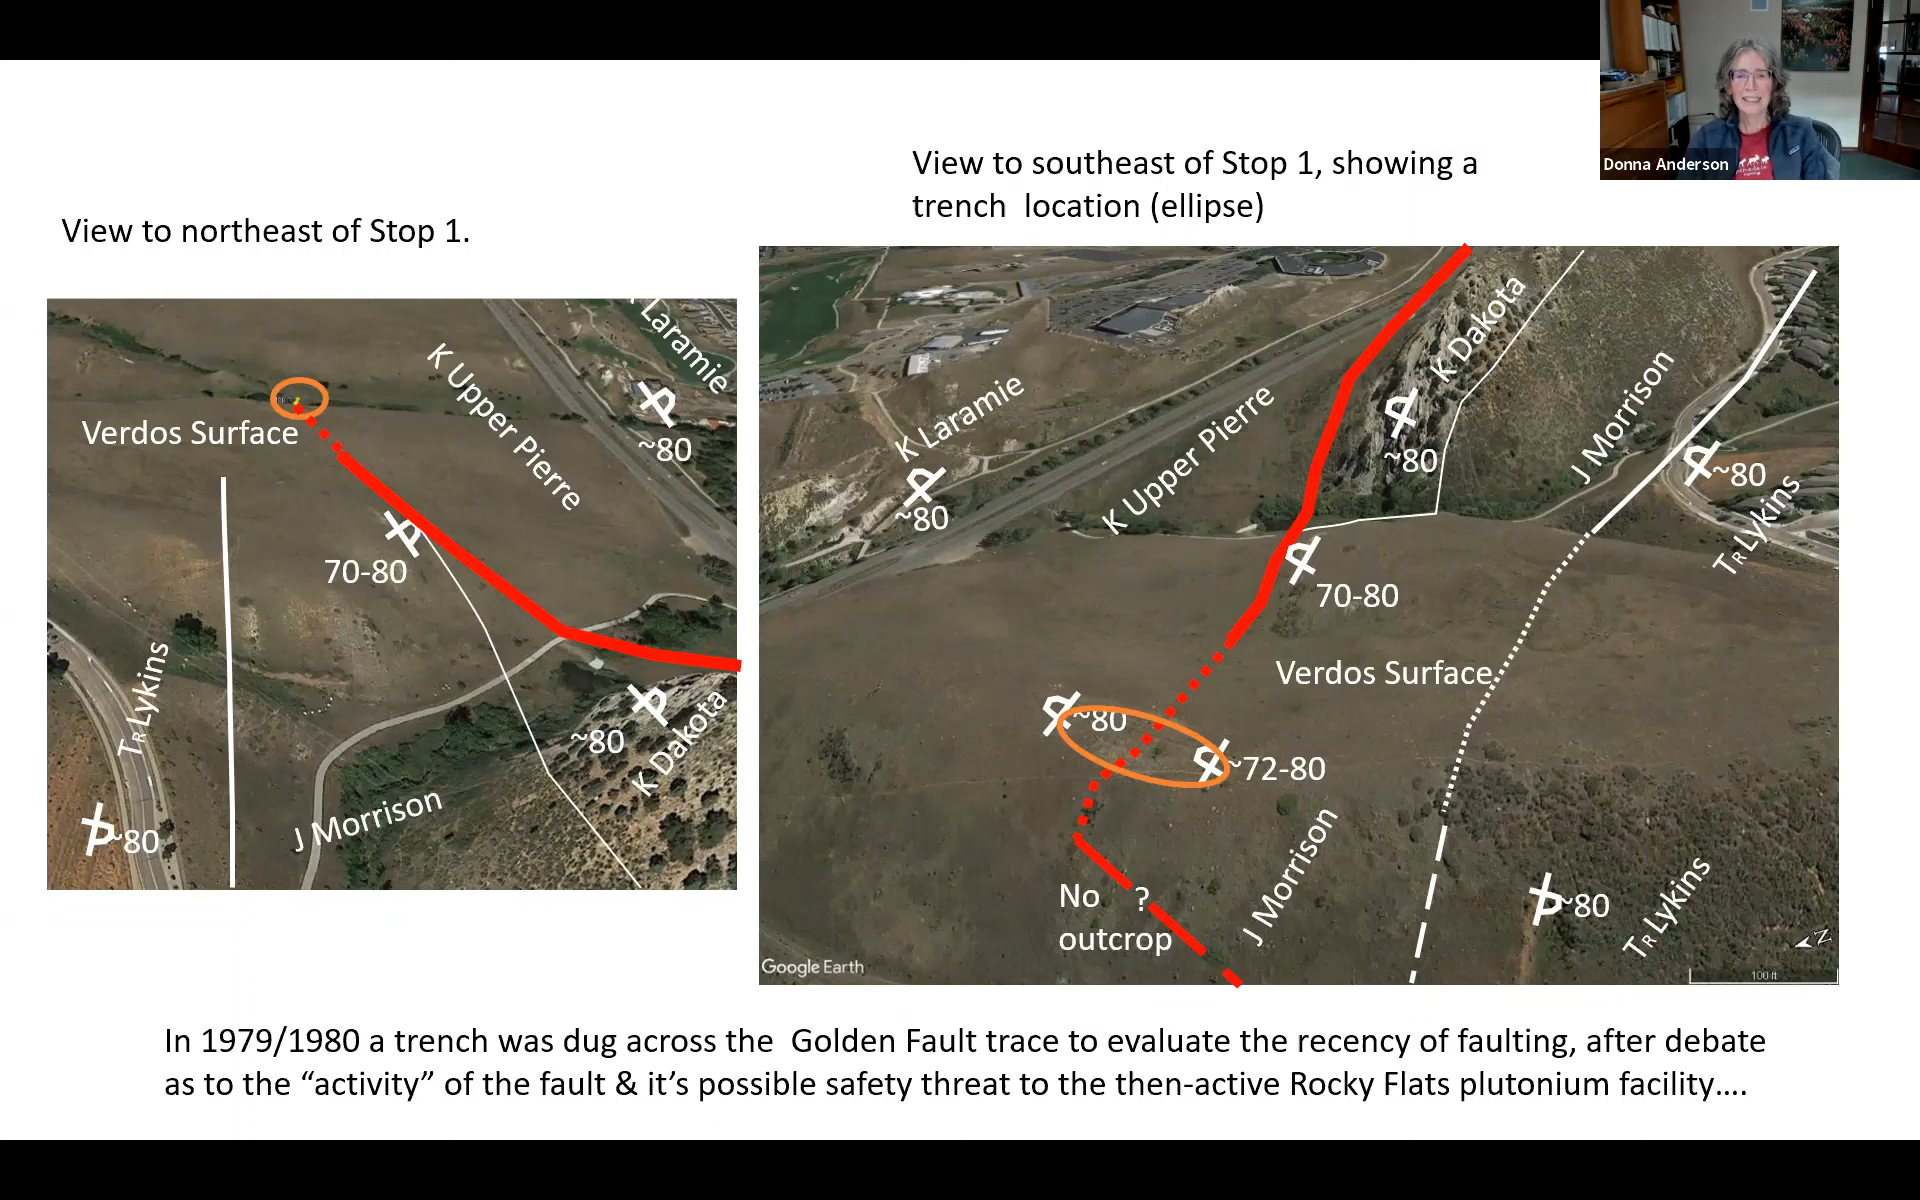 Donna Anderson
View to southeast of Stop 1, showing a
trench location (ellipse)
View to northeast of Stop 1.
Laramie
K Upper Pierre
~80
Verdos Surface
70-80
TR Lykins
~80
K Dakota
J Morrison
~80
K Dakota
K Laramie
J Morrison
K Upper Pierre
~80
~80
~80
TR Lykins
70-80
Verdos Surface
~80
~72-80
J Morrison
No ?
outcrop
~80
TR Lykins
N
Google Earth
100 ft
In 1979/1980 a trench was dug across the Golden Fault trace to evaluate the recency of faulting, after debate
as to the “activity” of the fault & it’s possible safety threat to the then-active Rocky Flats plutonium facility....